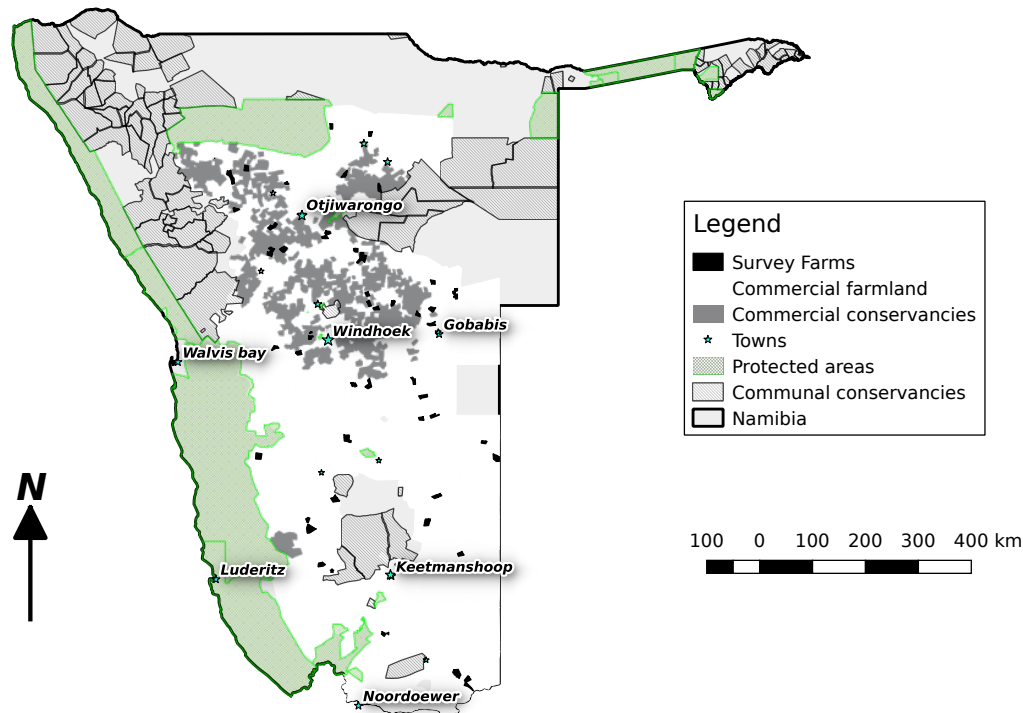 Otjiwarongo
Legend
Survey Farms
Commercial farmland
Commercial conservancies
Towns
Protected areas
Communal conservancies
Namibia
Windhoek
Gobabis
Walvis bay
N
100 0 100 200 300 400 km
Luderitz
Keetmanshoop
Noordoewer